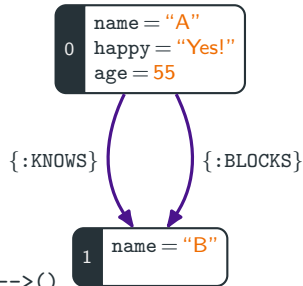 0
name = “A”
happy = “Yes!”
age = 55
{:KNOWS}
{:BLOCKS}
1
name = “B”
-->()